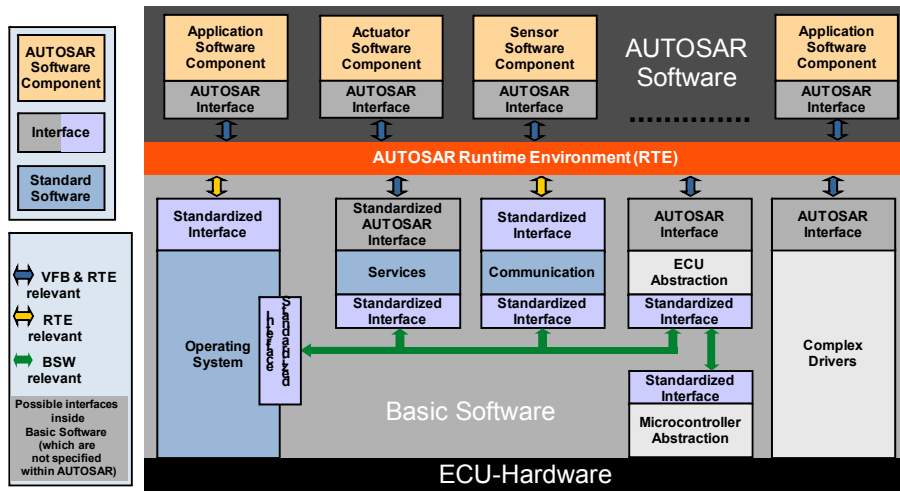 AUTOSAR
Software
Component
Interface
Standard
Software
VFB & RTE
relevant
RTE
relevant
BSW
relevant
Possible interfaces
inside
Basic Software
(which are
not specified
within AUTOSAR)
Application
Software
Component
AUTOSAR
Interface
Actuator
Software
Component
AUTOSAR
Interface
Sensor
Software
Component
AUTOSAR
Interface
AUTOSAR
Software
..............
Application
Software
Component
AUTOSAR
Interface
AUTOSAR Runtime Environment (RTE)
Standardized
Interface
Operating
System
Standardized
Interface
Standardized
AUTOSAR
Interface
Services
Standardized
Interface
Standardized
Interface
Communication
Standardized
Interface
AUTOSAR
Interface
ECU
Abstraction
Standardized
Interface
Standardized
Interface
Microcontroller
Abstraction
AUTOSAR
Interface
Complex
Drivers
Basic Software
ECU-Hardware